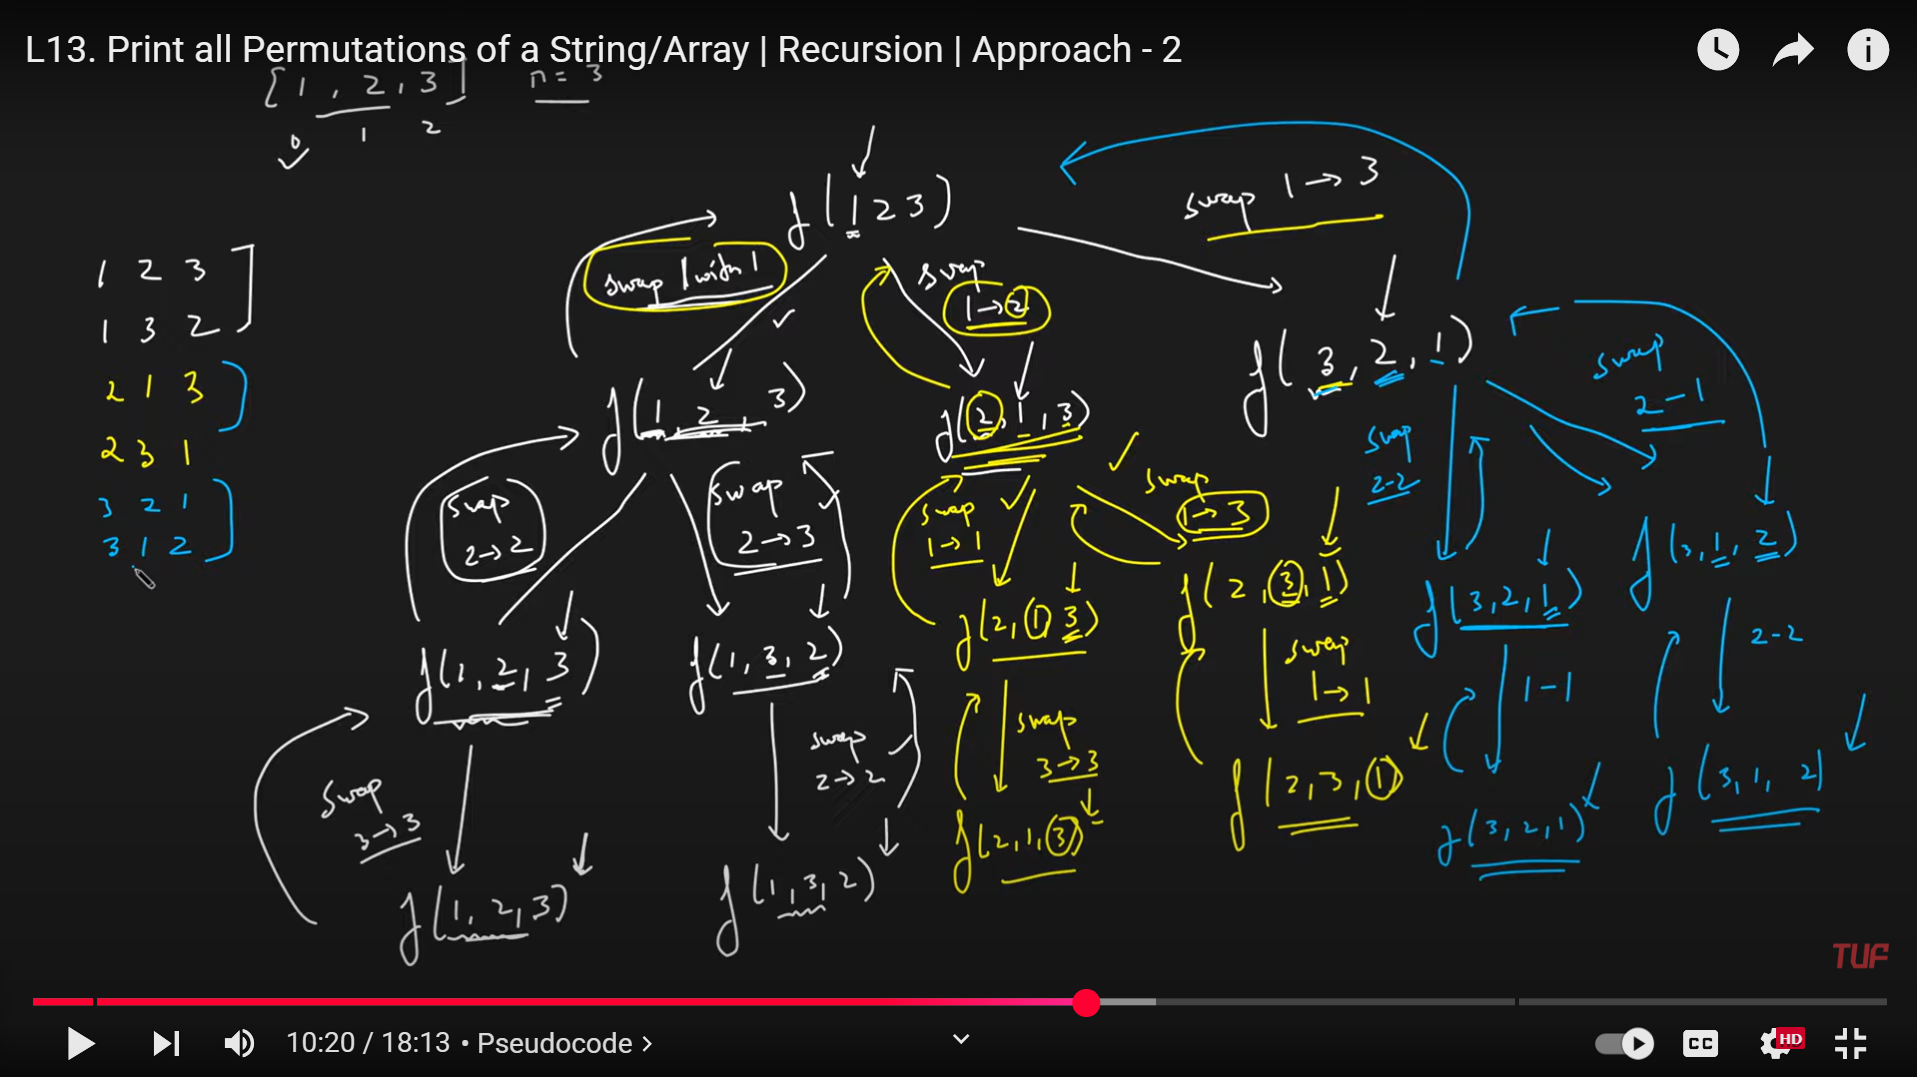 L13. Print all Permutations of a String/Array | Recursion | Approach - 2
[1, 2, 3] n = 3
0 1 2
swap 1 → 3
f(1 2 3)
swap 1 with 1
swap
1 → 2
1 2 3
1 3 2
2 1 3
2 3 1
3 2 1
3 1 2
f(3, 2, 1)
swap
2 - 1
f(1, 2, 3)
f(2, 1, 3)
swap
2-2
swap
2 → 2
swap
2 → 3
swap
1 → 1
swap
1 → 3
f(3, 1, 2)
f(2, 3, 1)
f(3, 2, 1)
f(2, 1 3)
f(1, 2, 3)
f(1, 3, 2)
2-2
swap
1 → 1
1-1
swap
3 → 3
swap
2 → 2
swap
3 → 3
f(2, 3, 1)
f(3, 1, 2)
f(2, 1, 3)
f(3, 2, 1)
f(1, 2, 3)
f(1, 3, 2)
TUF
10:20 / 18:13 • Pseudocode >
CC
HD